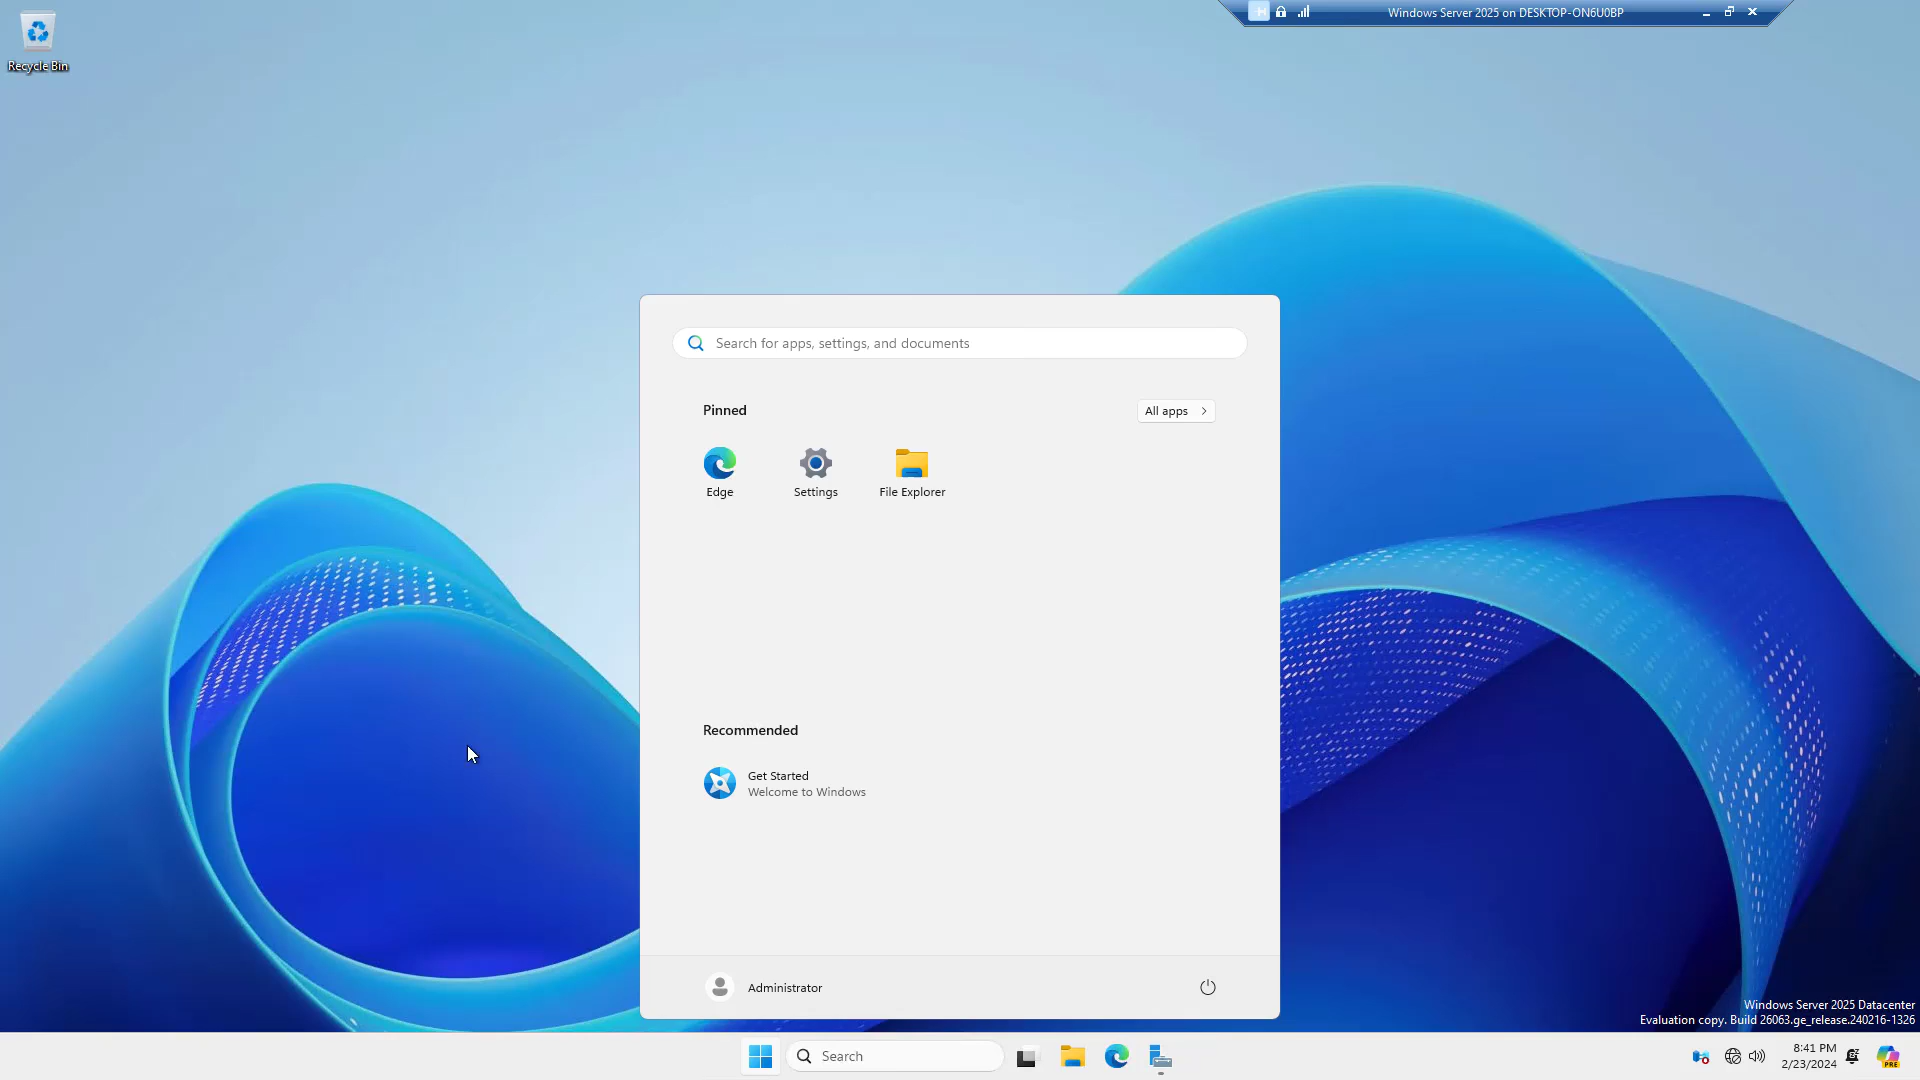 Recycle Bin
Windows Server 2025 on DESKTOP-ON6U0BP
Search for apps, settings, and documents
Pinned
All apps
Edge
Settings
File Explorer
Recommended
Get Started
Welcome to Windows
Administrator
Windows Server 2025 Datacenter
Evaluation copy. Build 26063.ge_release.240216-1326
Search
8:41 PM
2/23/2024
PRE